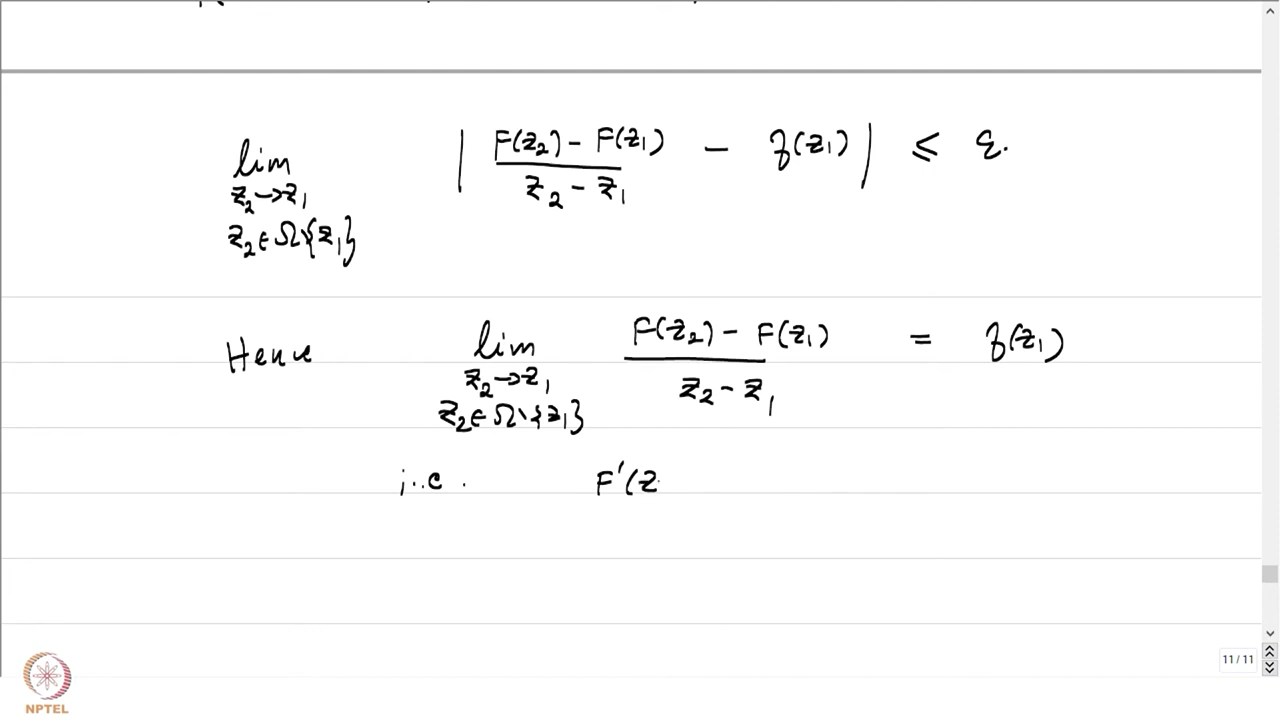 lim | F(z₂) - F(z₁) / z₂ - z₁ - f(z₁) | ≤ ε.
z₂→z₁
z₂∈Ω∖{z₁}
Hence lim F(z₂) - F(z₁) / z₂ - z₁ = f(z₁)
z₂→z₁
z₂∈Ω∖{z₁}
i.e. F'(z
11/11
NPTEL